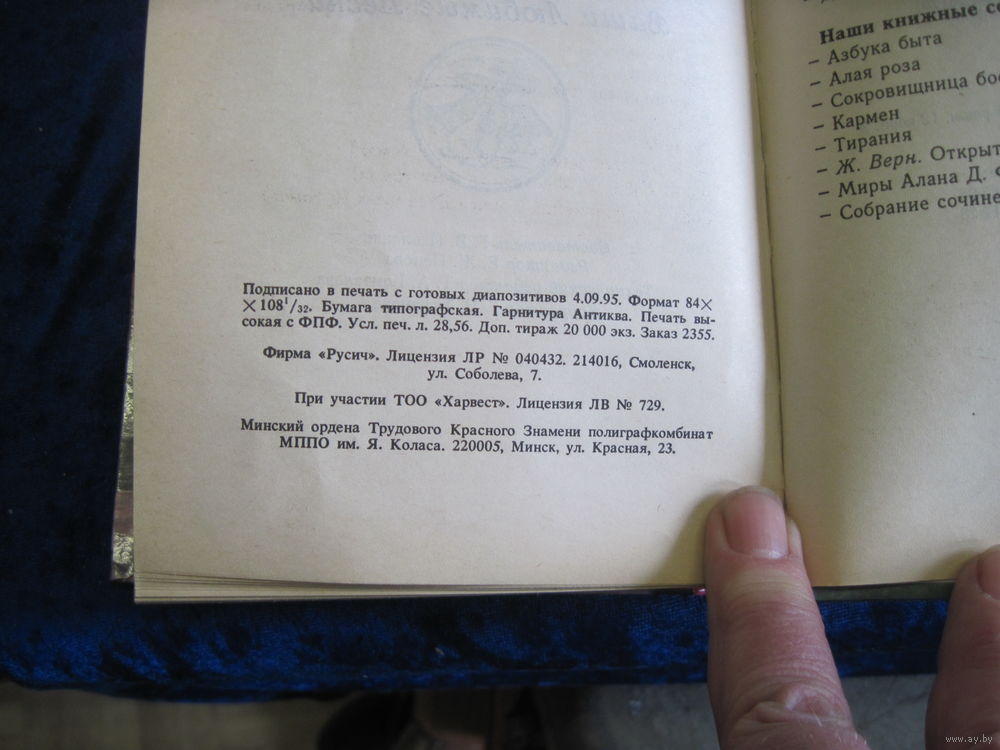 Подписано в печать с готовых диапозитивов 4.09.95. Формат 84×
×108¹/₃₂. Бумага типографская. Гарнитура Антиква. Печать вы-
сокая с ФПФ. Усл. печ. л. 28,56. Доп. тираж 20 000 экз. Заказ 2355.
Фирма «Русич». Лицензия ЛР № 040432. 214016, Смоленск,
ул. Соболева, 7.
При участии ТОО «Харвест». Лицензия ЛВ № 729.
Минский ордена Трудового Красного Знамени полиграфкомбинат
МППО им. Я. Коласа. 220005, Минск, ул. Красная, 23.
Наши книжные
– Азбука быта
– Алая роза
– Сокровищница
– Кармен
– Тирания
– Ж. Верн.
– Миры Алана Д.
– Собрание
www.ay.by